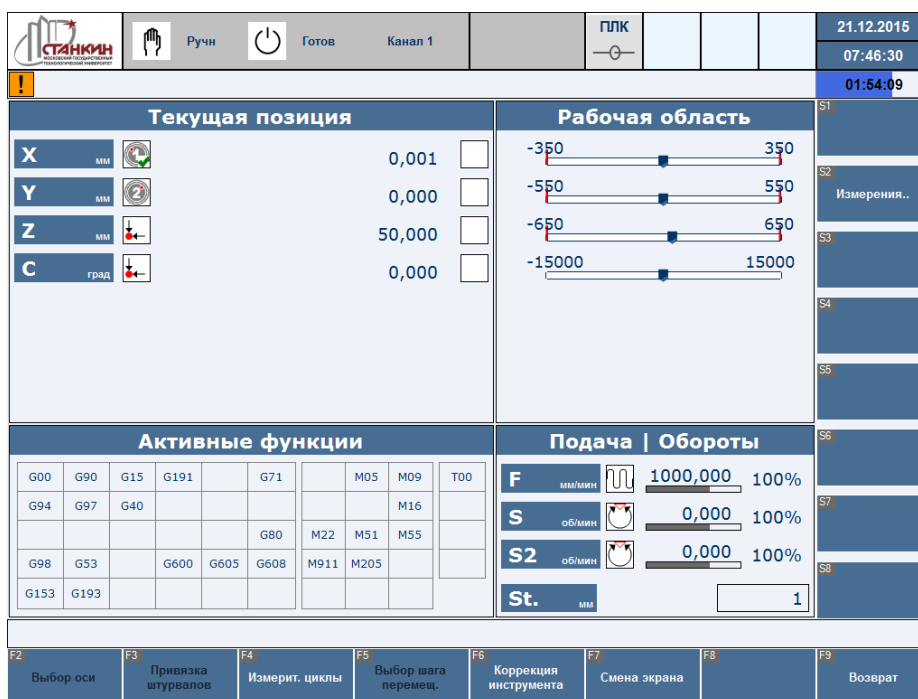 СТАНКИН
МОСКОВСКИЙ ГОСУДАРСТВЕННЫЙ
ТЕХНОЛОГИЧЕСКИЙ УНИВЕРСИТЕТ
Ручн
Готов
Канал 1
ПЛК
21.12.2015
07:46:30
!
01:54:09
Текущая позиция
X мм 1 0,001
Y мм 2 0,000
Z мм 50,000
C град 0,000
Рабочая область
-350 350
-550 550
-650 650
-15000 15000
S1
S2
Измерения..
S3
S4
S5
S6
S7
S8
Активные функции
G00 G90 G15 G191 G71 M05 M09 T00
G94 G97 G40 M16
G80 M22 M51 M55
G98 G53 G600 G605 G608 M911 M205
G153 G193
Подача | Обороты
F мм/мин 1000,000 100%
S об/мин 0,000 100%
S2 об/мин 0,000 100%
St. мм 1
F2
Выбор оси
F3
Привязка
штурвалов
F4
Измерит. циклы
F5
Выбор шага
перемещ.
F6
Коррекция
инструмента
F7
Смена экрана
F8
F9
Возврат